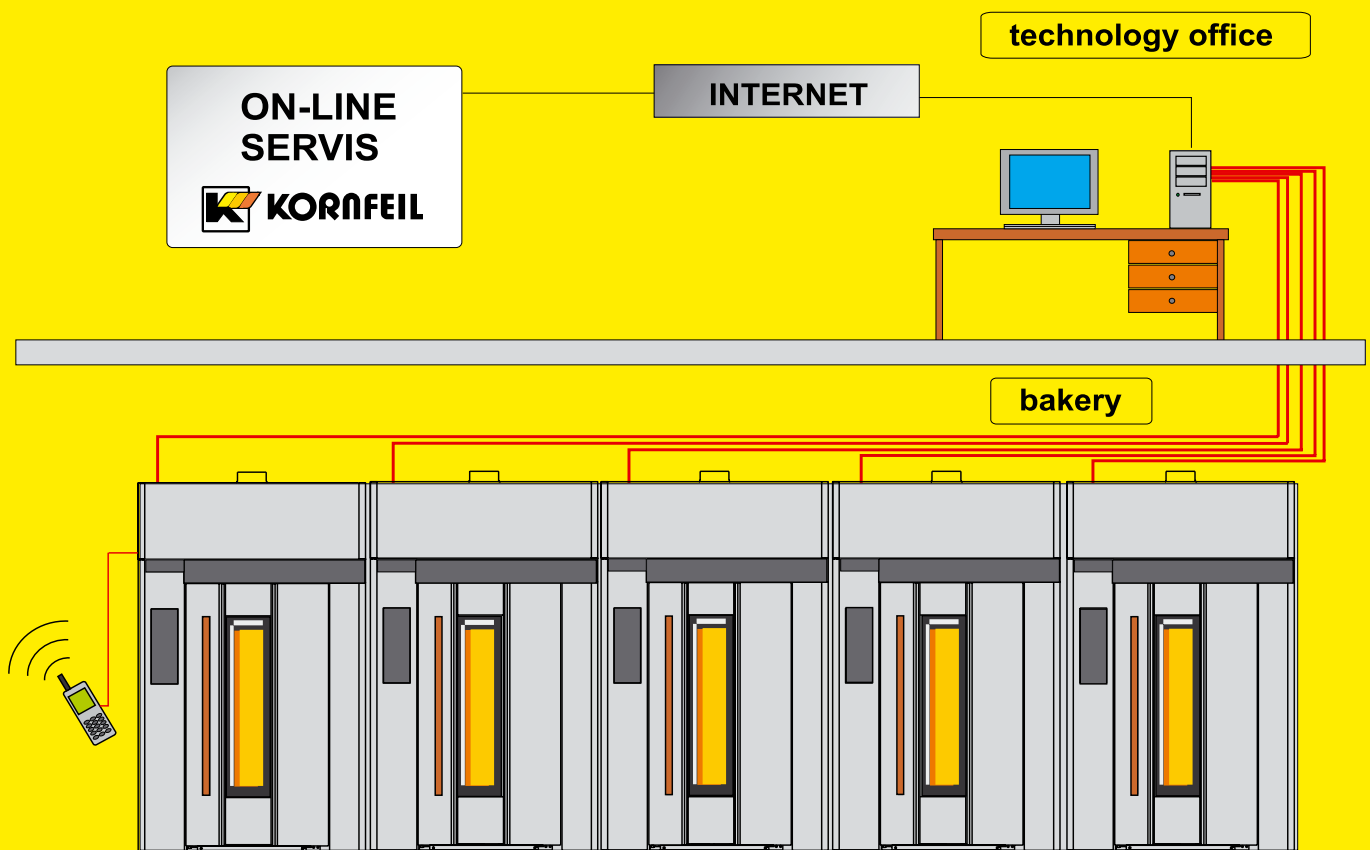 technology office
ON-LINE
SERVIS
KORNFEIL
INTERNET
bakery